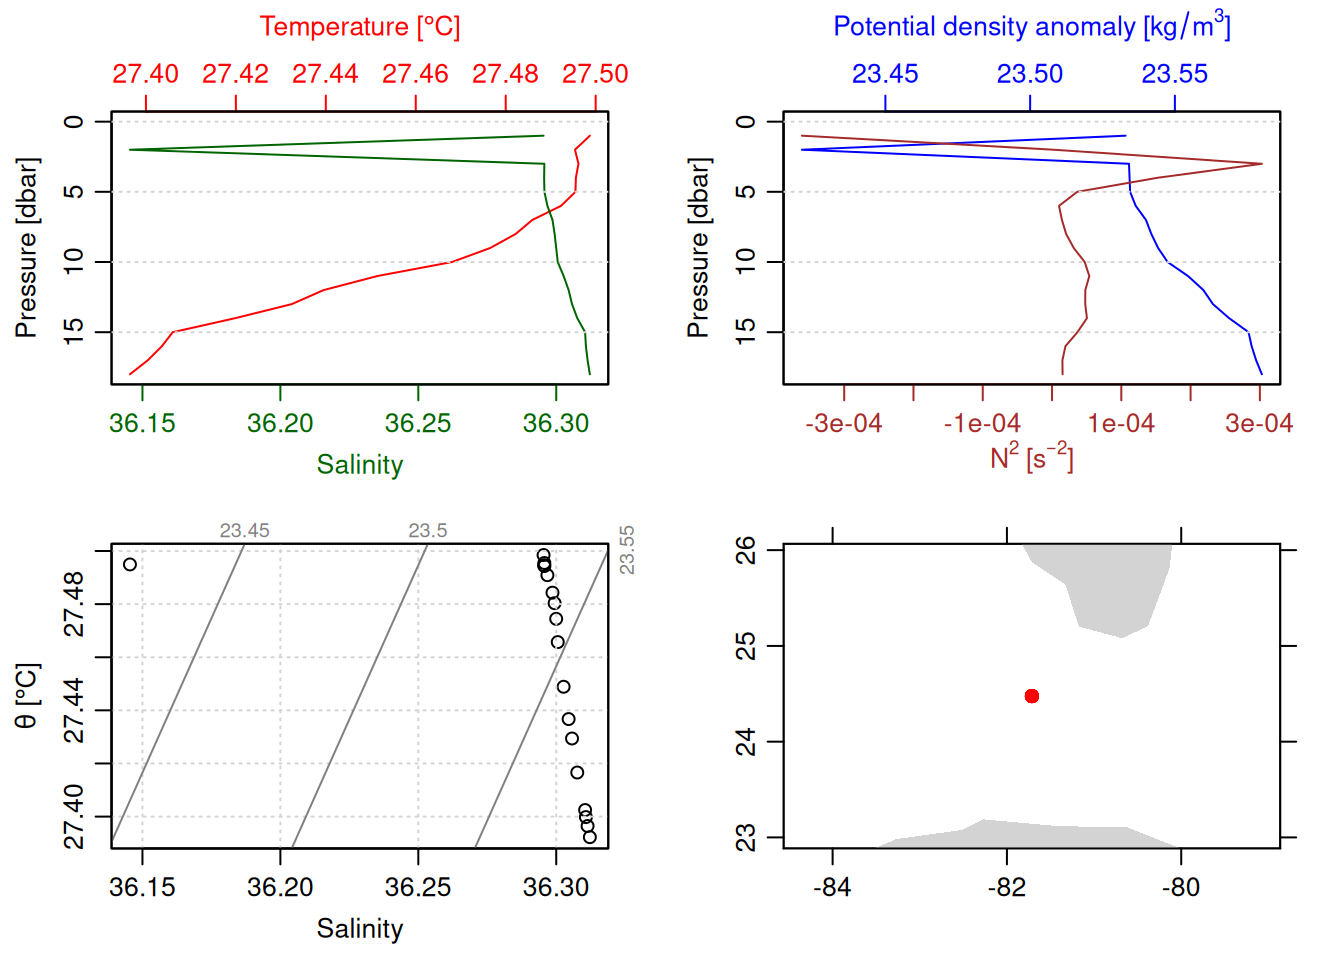 Temperature [°C]
27.40 27.42 27.44 27.46 27.48 27.50
Pressure [dbar]
0
5
10
15
36.15 36.20 36.25 36.30
Salinity
Potential density anomaly [kg/m³]
23.45 23.50 23.55
Pressure [dbar]
0
5
10
15
-3e-04 -1e-04 1e-04 3e-04
N² [s⁻²]
23.45 23.5 23.55
θ [°C]
27.48
27.44
27.40
36.15 36.20 36.25 36.30
Salinity
26
25
24
23
-84 -82 -80